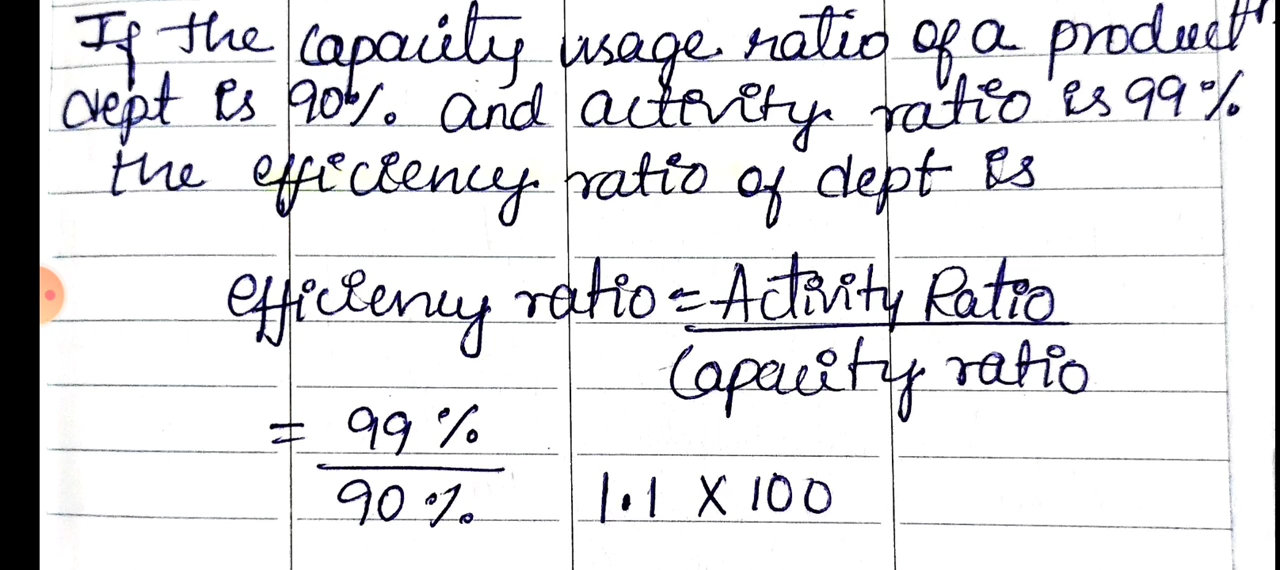 If the capacity usage ratio of a product^n
dept is 90% and activity ratio is 99%
the efficiency ratio of dept is
efficiency ratio = Activity Ratio
Capacity ratio
= 99 %
90 %
1.1 X 100